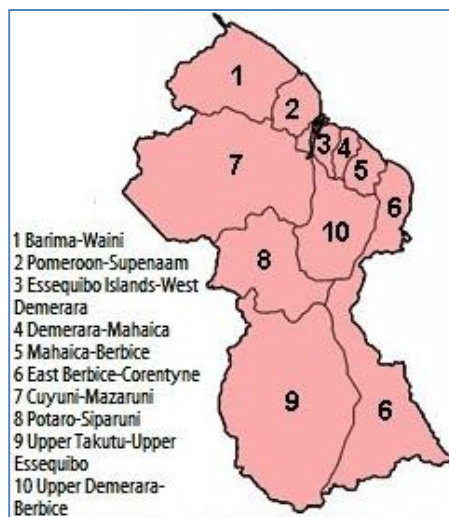 1
2
3
4
5
7
6
10
8
9
6
1 Barima-Waini
2 Pomeroon-Supenaam
3 Essequibo Islands-West
Demerara
4 Demerara-Mahaica
5 Mahaica-Berbice
6 East Berbice-Corentyne
7 Cuyuni-Mazaruni
8 Potaro-Siparuni
9 Upper Takutu-Upper
Essequibo
10 Upper Demerara-
Berbice